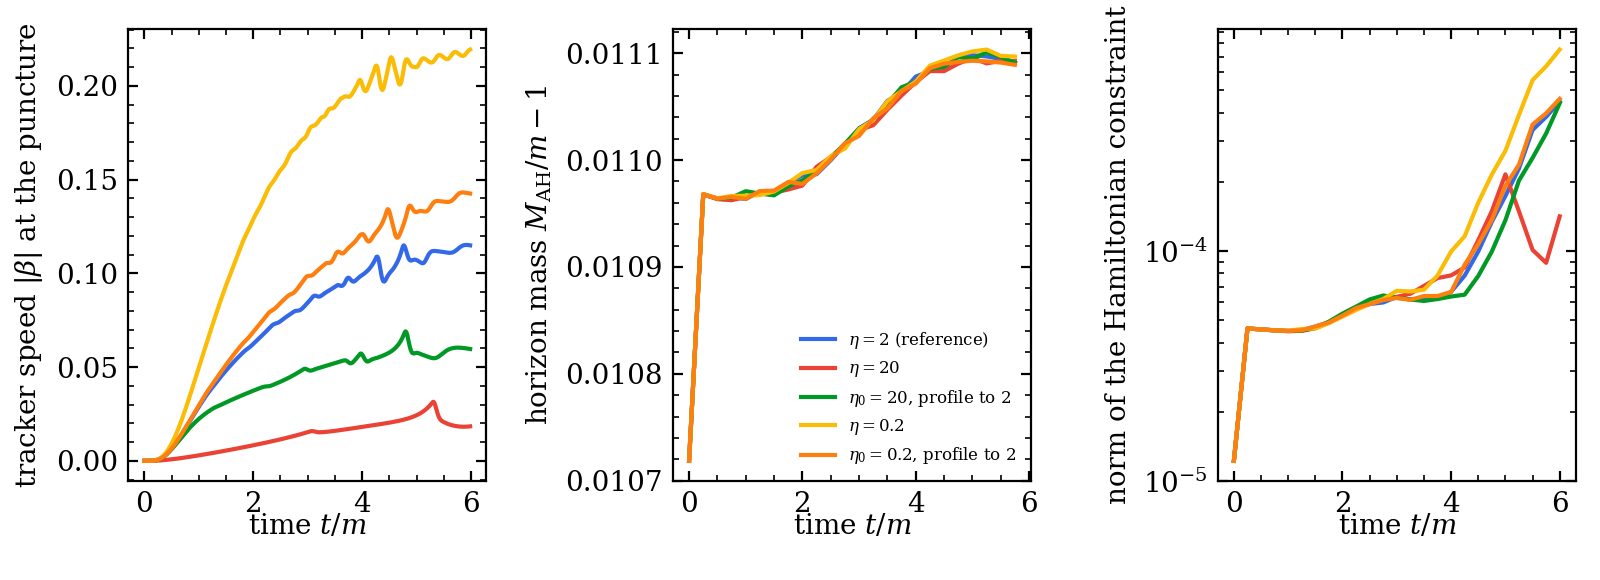 tracker speed |β| at the puncture
0.20
0.15
0.10
0.05
0.00
0 2 4 6
time t/m
horizon mass M_AH/m − 1
0.0111
0.0110
0.0109
0.0108
0.0107
η = 2 (reference)
η = 20
η₀ = 20, profile to 2
η = 0.2
η₀ = 0.2, profile to 2
0 2 4 6
time t/m
norm of the Hamiltonian constraint
10⁻⁴
10⁻⁵
0 2 4 6
time t/m